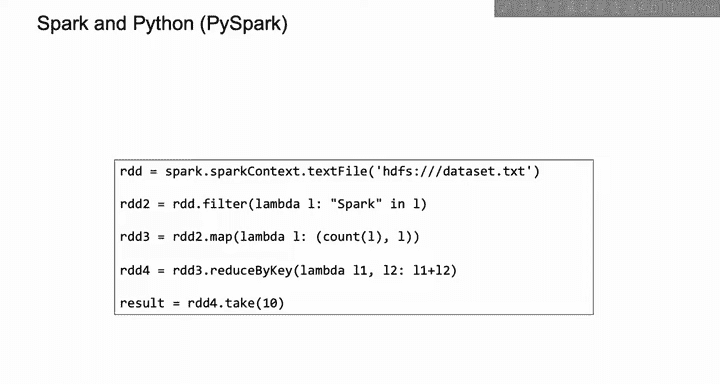 Spark and Python (PySpark)
rdd = spark.sparkContext.textFile('hdfs:///dataset.txt')
rdd2 = rdd.filter(lambda l: "Spark" in l)
rdd3 = rdd2.map(lambda l: (count(l), l))
rdd4 = rdd3.reduceByKey(lambda l1, l2: l1+l2)
result = rdd4.take(10)